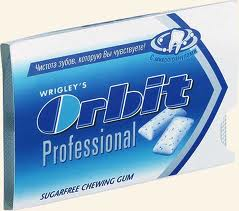 Чистота зубов, которую Вы чувствуете!
WRIGLEY'S
Orbit
Professional
SUGARFREE CHEWING GUM